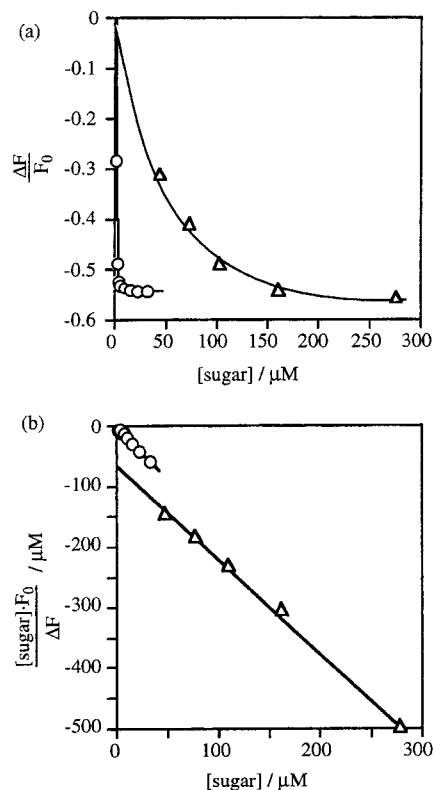 (a)
0
-0.1
-0.2
-0.3
-0.4
-0.5
-0.6
ΔF
F0
0 50 100 150 200 250 300
[sugar] / μM
(b)
0
-100
-200
-300
-400
-500
[sugar]·F0
ΔF
/ μM
0 100 200 300
[sugar] / μM